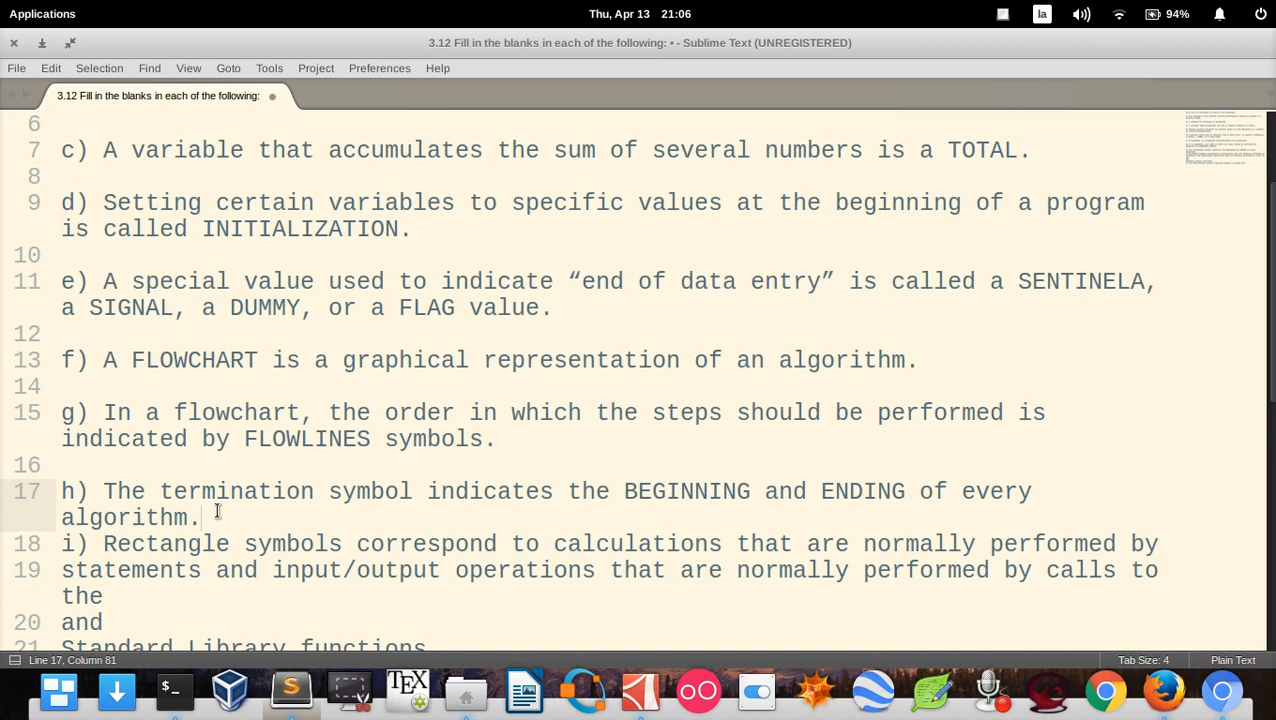 Applications
Thu, Apr 13 21:06
la
94%
3.12 Fill in the blanks in each of the following: • - Sublime Text (UNREGISTERED)
File Edit Selection Find View Goto Tools Project Preferences Help
3.12 Fill in the blanks in each of the following:
6
7 c) A variable that accumulates the sum of several numbers is a TOTAL.
8
9 d) Setting certain variables to specific values at the beginning of a program
is called INITIALIZATION.
10
11 e) A special value used to indicate “end of data entry” is called a SENTINELA,
a SIGNAL, a DUMMY, or a FLAG value.
12
13 f) A FLOWCHART is a graphical representation of an algorithm.
14
15 g) In a flowchart, the order in which the steps should be performed is
indicated by FLOWLINES symbols.
16
17 h) The termination symbol indicates the BEGINNING and ENDING of every
algorithm.
18 i) Rectangle symbols correspond to calculations that are normally performed by
19 statements and input/output operations that are normally performed by calls to
the
20 and
21 Standard Library functions
Line 17, Column 81
Tab Size: 4
Plain Text
>_
S
TEX